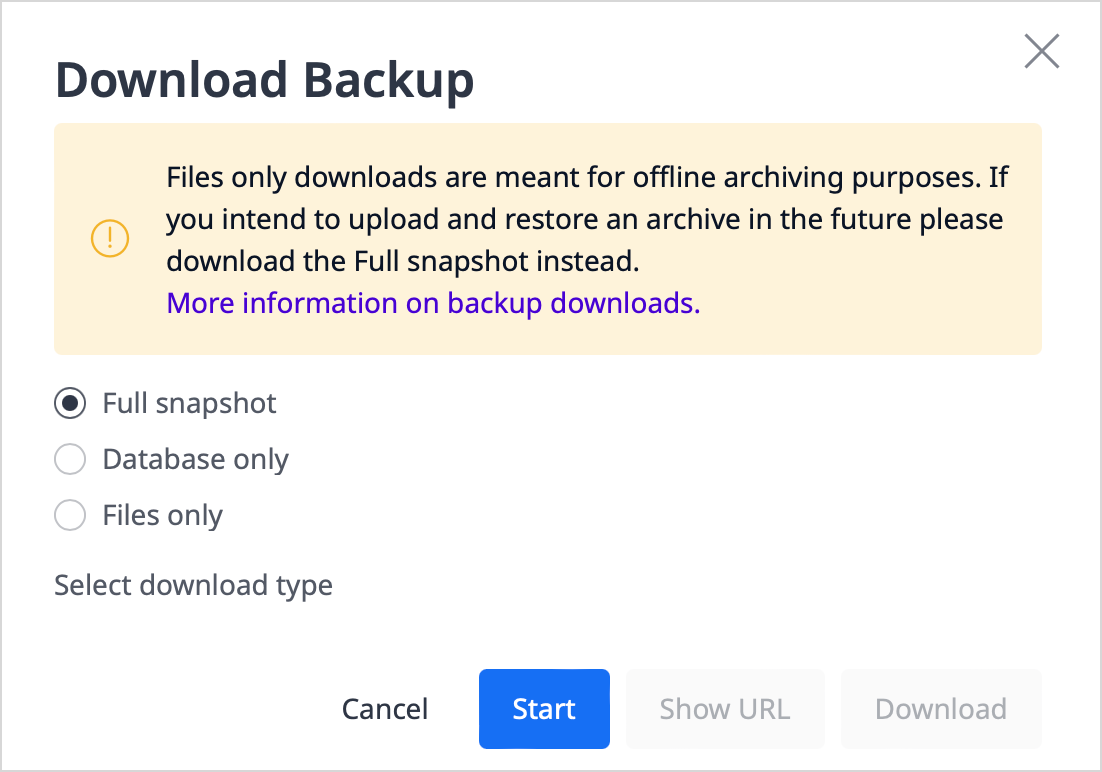 Download Backup
Files only downloads are meant for offline archiving purposes. If
you intend to upload and restore an archive in the future please
download the Full snapshot instead.
More information on backup downloads.
Full snapshot
Database only
Files only
Select download type
Cancel
Start
Show URL
Download